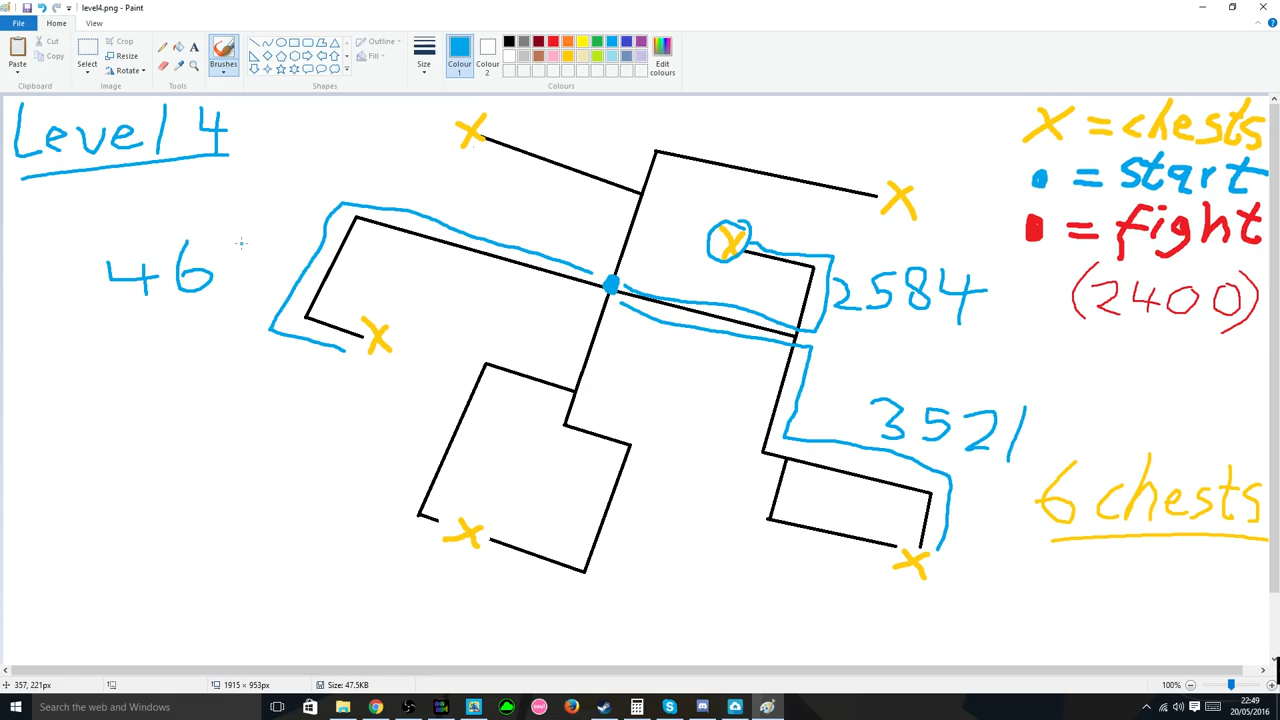 level4.png - Paint
File Home View
Paste
Cut
Copy
Select
Crop
Resize
Rotate
Brushes
Outline
Fill
Size
Colour 1
Colour 2
Edit colours
Clipboard
Image
Tools
Shapes
Colours
Level 4
X = chests
= start
= fight
(2400)
46
X
X
X
X
X
X
2584
3521
6 chests
357, 221px
1915 × 953px
Size: 47.5KB
100%
Search the web and Windows
osu!
22:49
20/05/2016